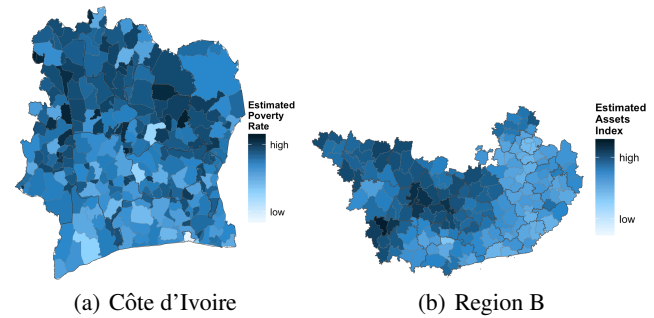 Estimated
Poverty
Rate
high
low
Estimated
Assets
Index
high
low
(a) Côte d'Ivoire
(b) Region B